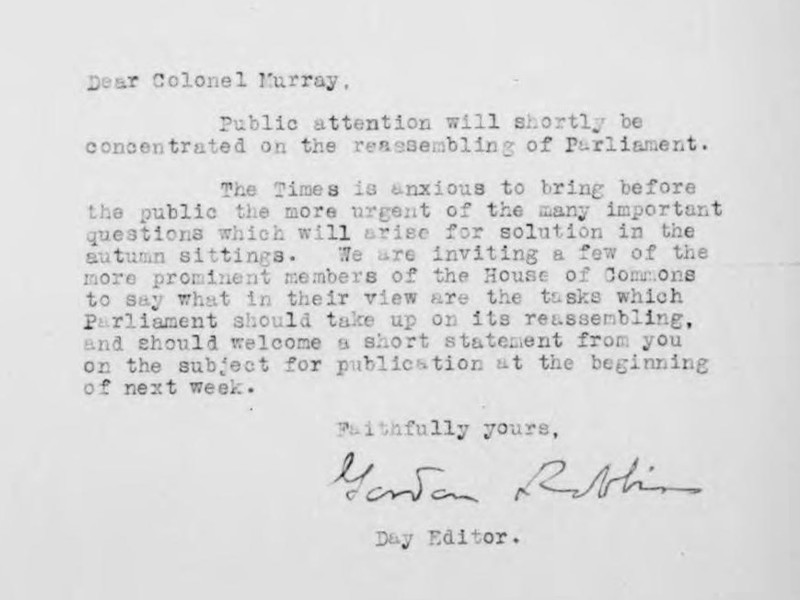 Dear Colonel Murray,
Public attention will shortly be
concentrated on the reassembling of Parliament.
The Times is anxious to bring before
the public the more urgent of the many important
questions which will arise for solution in the
autumn sittings. We are inviting a few of the
more prominent members of the House of Commons
to say what in their view are the tasks which
Parliament should take up on its reassembling,
and should welcome a short statement from you
on the subject for publication at the beginning
of next week.
Faithfully yours,
Gordon Robbins
Day Editor.